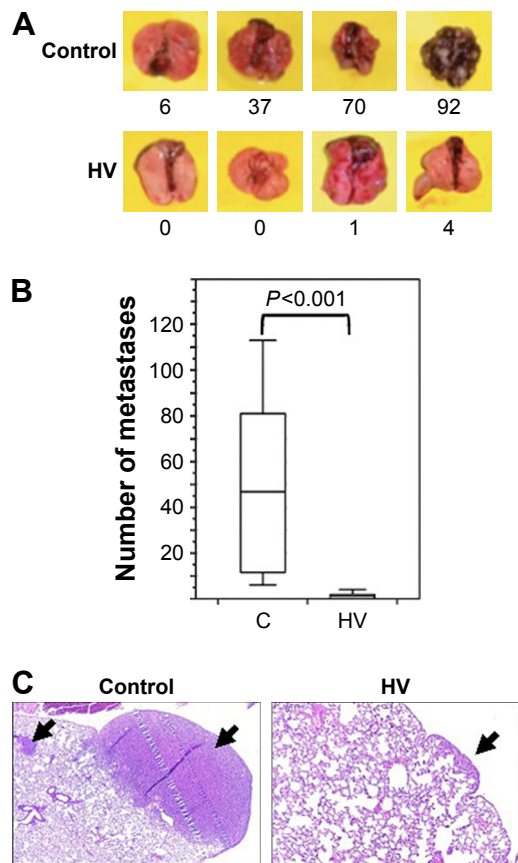 A
Control
6 37 70 92
HV
0 0 1 4
B
P<0.001
Number of metastases
120
100
80
60
40
20
C HV
C
Control HV